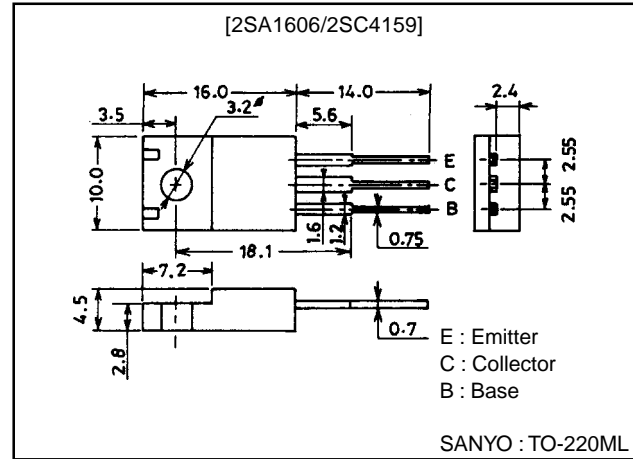 [2SA1606/2SC4159]
16.0
14.0
2.4
3.5
3.2ø
5.6
10.0
E
C
B
2.55
2.55
1.6
1.2
0.75
18.1
7.2
4.5
2.8
0.7
E : Emitter
C : Collector
B : Base
SANYO : TO-220ML